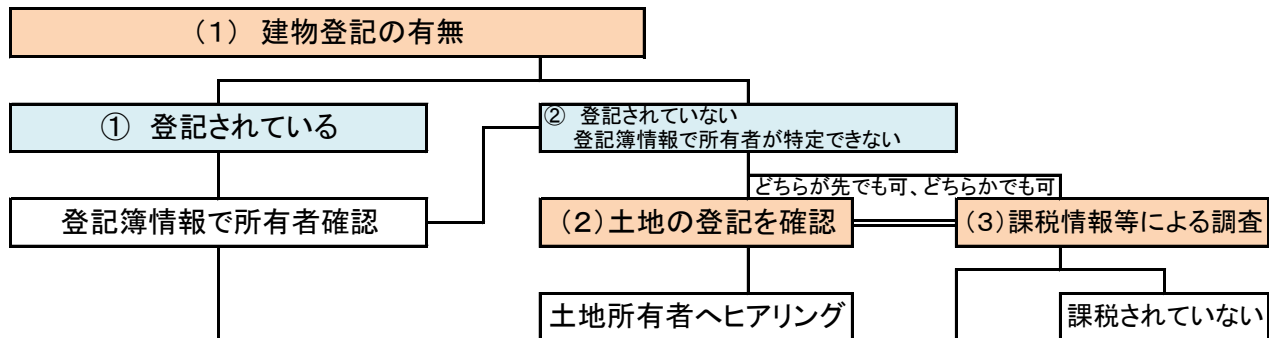 （１） 建物登記の有無
① 登記されている
② 登記されていない
登記簿情報で所有者が特定できない
どちらが先でも可、どちらかでも可
登記簿情報で所有者確認
（２）土地の登記を確認
（３）課税情報等による調査
土地所有者へヒアリング
課税されていない